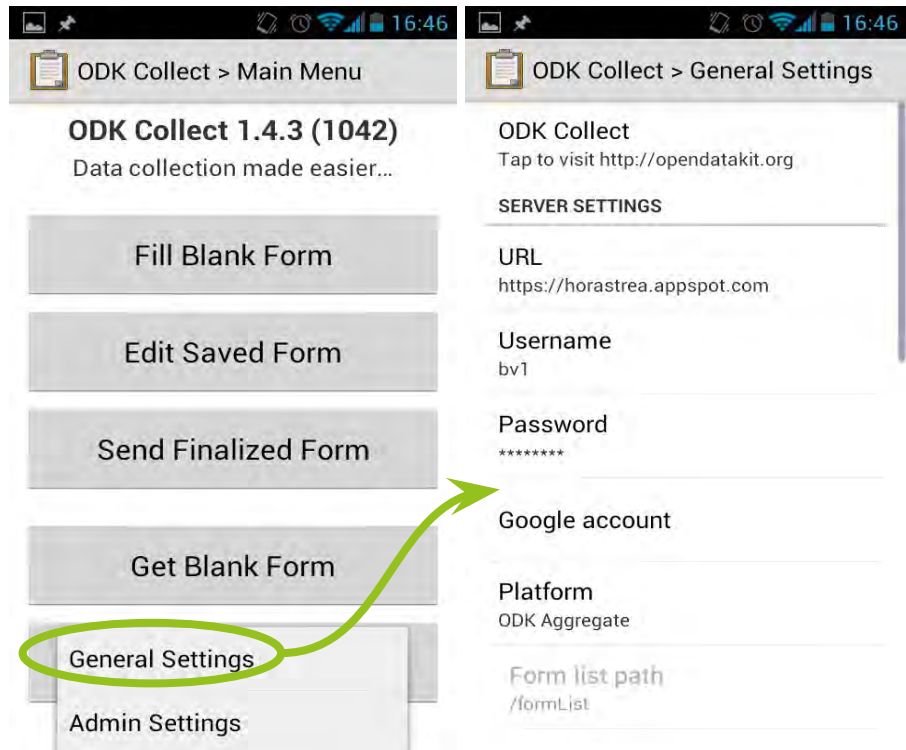 16:46
ODK Collect > Main Menu
ODK Collect 1.4.3 (1042)
Data collection made easier...
Fill Blank Form
Edit Saved Form
Send Finalized Form
Get Blank Form
General Settings
Admin Settings
16:46
ODK Collect > General Settings
ODK Collect
Tap to visit http://opendatakit.org
SERVER SETTINGS
URL
https://horastrea.appspot.com
Username
bv1
Password
********
Google account
Platform
ODK Aggregate
Form list path
/formList